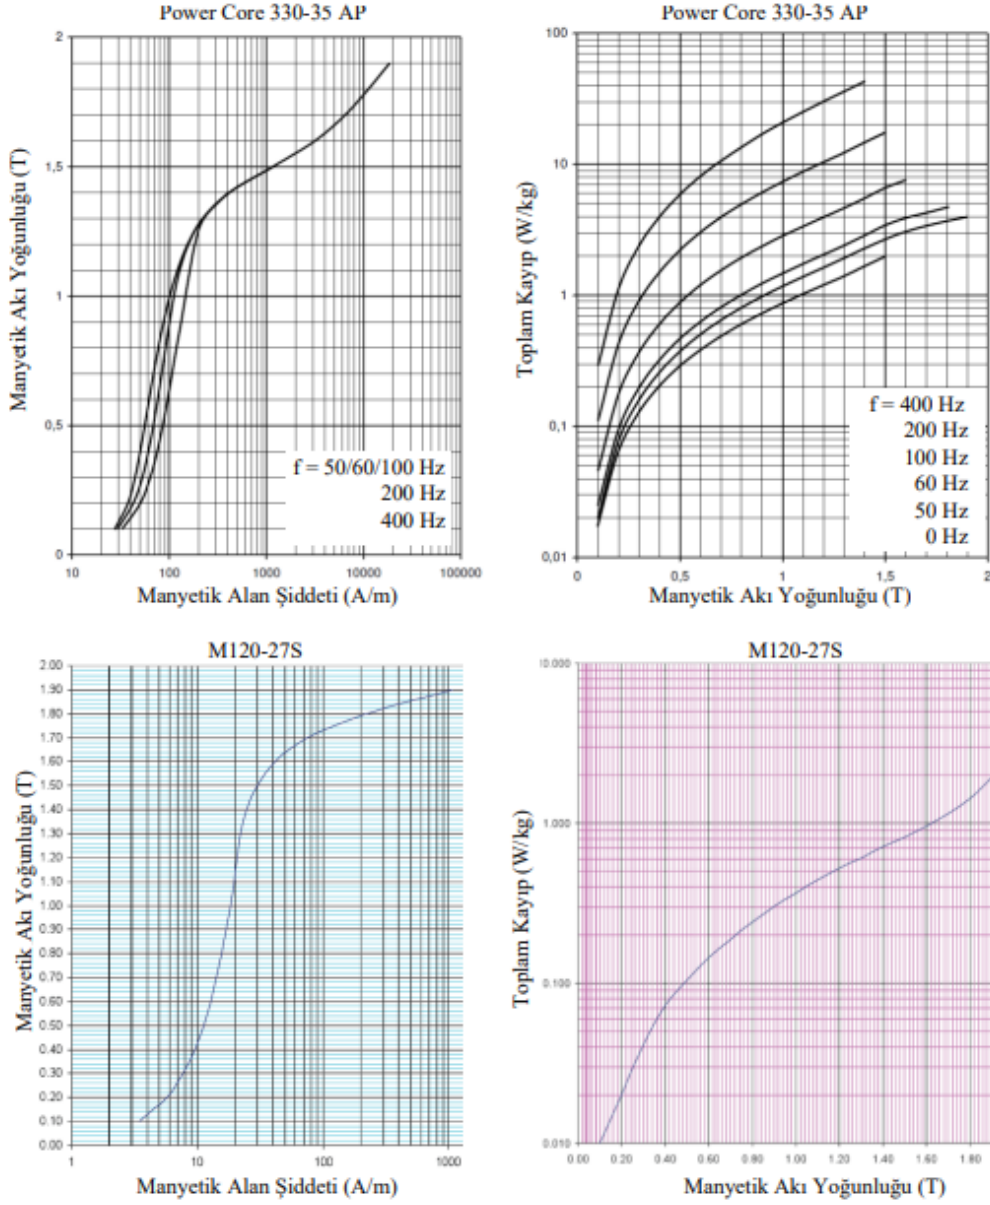 Power Core 330-35 AP
Manyetik Akı Yoğunluğu (T)
2
1,5
1
0,5
0
f = 50/60/100 Hz
200 Hz
400 Hz
10 100 1000 10000 100000
Manyetik Alan Şiddeti (A/m)
Power Core 330-35 AP
Toplam Kayıp (W/kg)
100
10
1
0,1
0,01
f = 400 Hz
200 Hz
100 Hz
60 Hz
50 Hz
0 Hz
0 0,5 1 1,5 2
Manyetik Akı Yoğunluğu (T)
M120-27S
Manyetik Akı Yoğunluğu (T)
2.00
1.90
1.80
1.70
1.60
1.50
1.40
1.30
1.20
1.10
1.00
0.90
0.80
0.70
0.60
0.50
0.40
0.30
0.20
0.10
0.00
1 10 100 1000
Manyetik Alan Şiddeti (A/m)
M120-27S
Toplam Kayıp (W/kg)
10.000
1.000
0.100
0.010
0.00 0.20 0.40 0.60 0.80 1.00 1.20 1.40 1.60 1.80
Manyetik Akı Yoğunluğu (T)